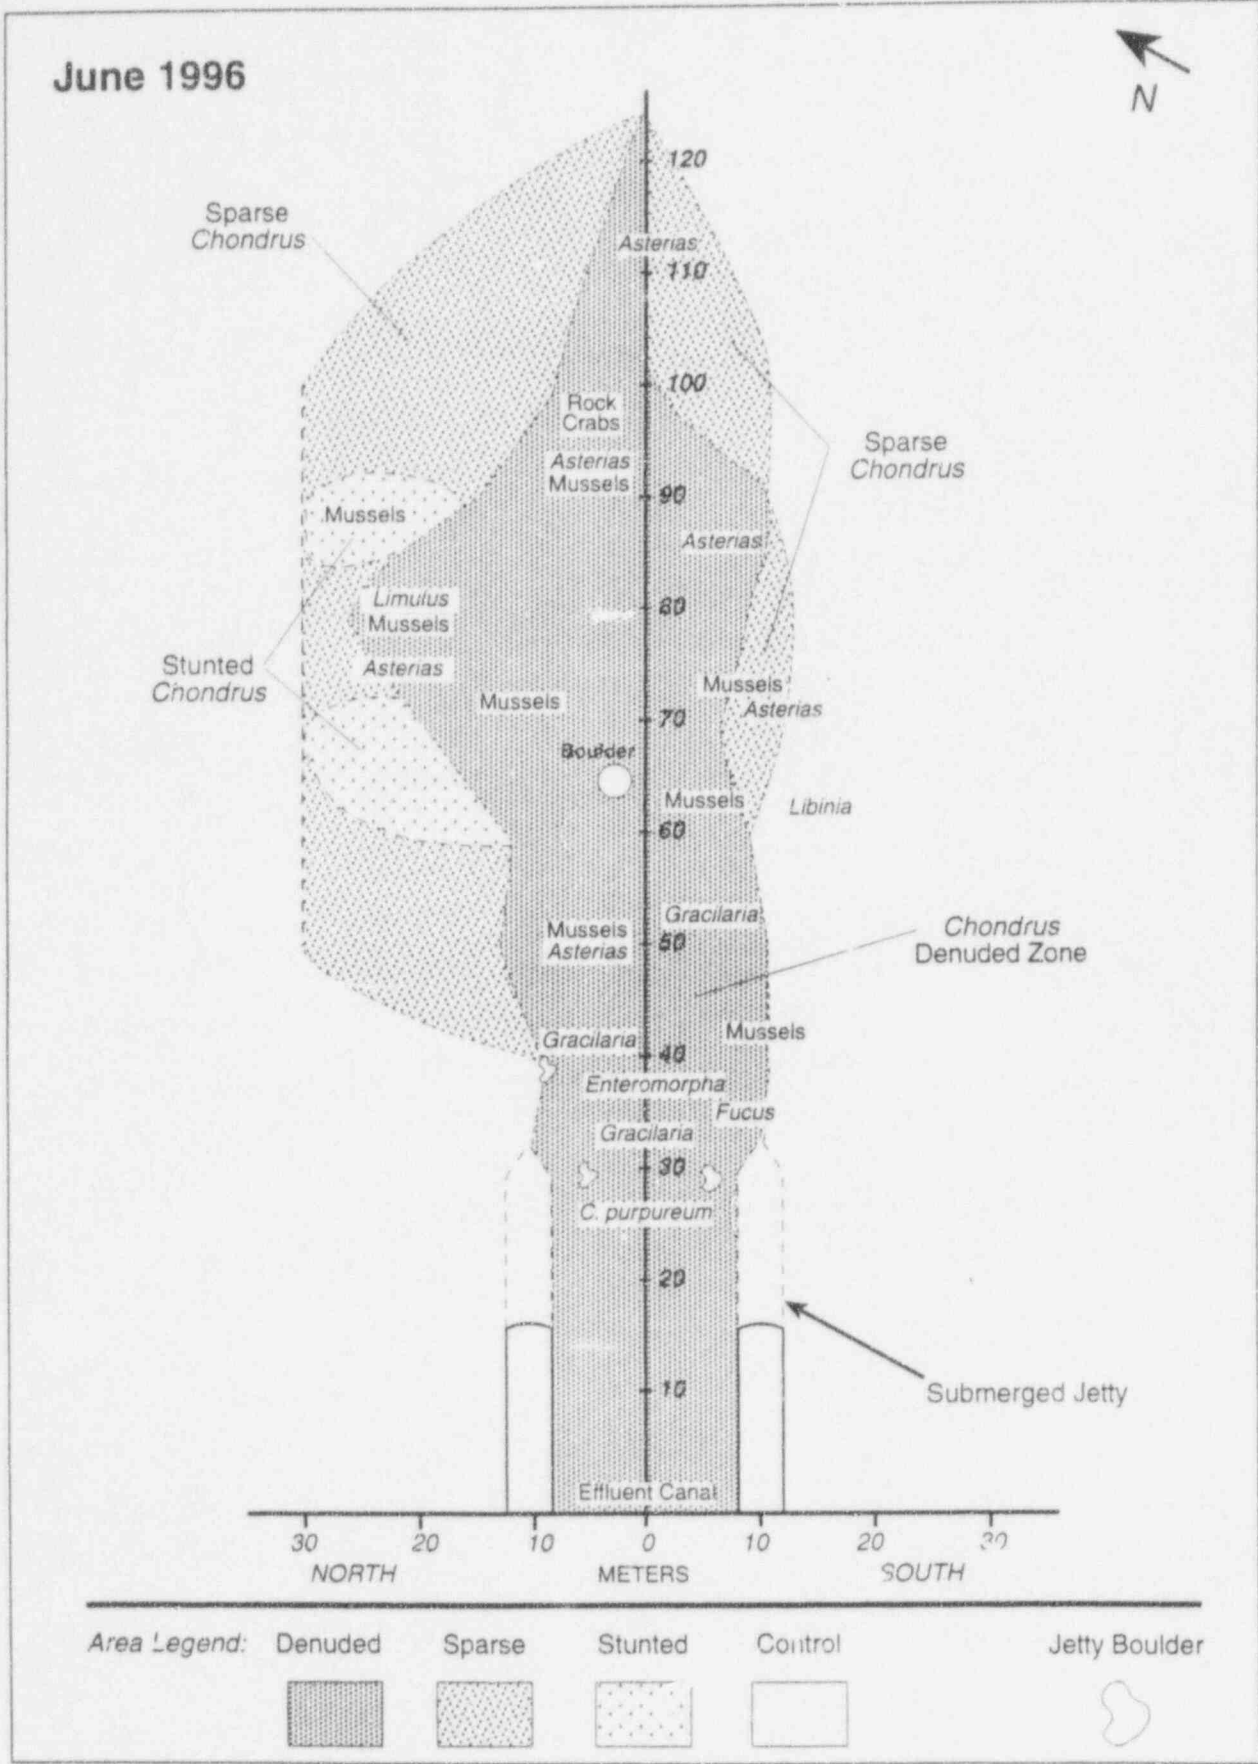 June 1996
N
120
Sparse
Chondrus
Asterias
110
100
Rock
Crabs
Sparse
Chondrus
Asterias
Mussels
90
Mussels
Asterias
Limulus
Mussels
80
Stunted
Chondrus
Asterias
Mussels
Mussels
Asterias
70
Boulder
Mussels
Libinia
60
Gracilaria
Mussels
Asterias
50
Chondrus
Denuded Zone
Mussels
Gracilaria
40
Enteromorpha
Fucus
Gracilaria
30
C. purpureum
20
10
Submerged Jetty
Effluent Canal
30 20 10 0 10 20 30
NORTH METERS SOUTH
Area Legend: Denuded Sparse Stunted Control Jetty Boulder